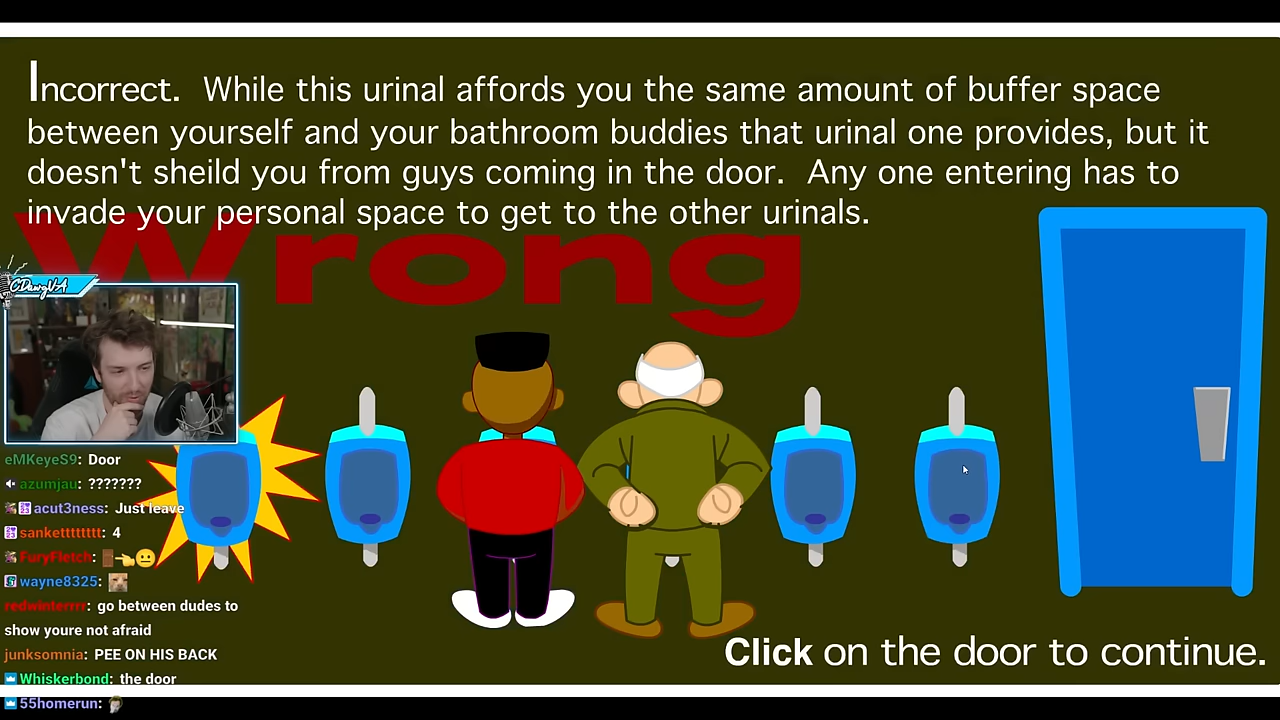 Incorrect. While this urinal affords you the same amount of buffer space
between yourself and your bathroom buddies that urinal one provides, but it
doesn't sheild you from guys coming in the door. Any one entering has to
invade your personal space to get to the other urinals.
Wrong
CDawgVA
eMKeyeS9: Door
azumjau: ???????
acut3ness: Just leave
sankettttttt: 4
FuryFletch:
wayne8325:
redwinterrrr: go between dudes to
show youre not afraid
junksomnia: PEE ON HIS BACK
Whiskerbond: the door
55homerun:
Click on the door to continue.